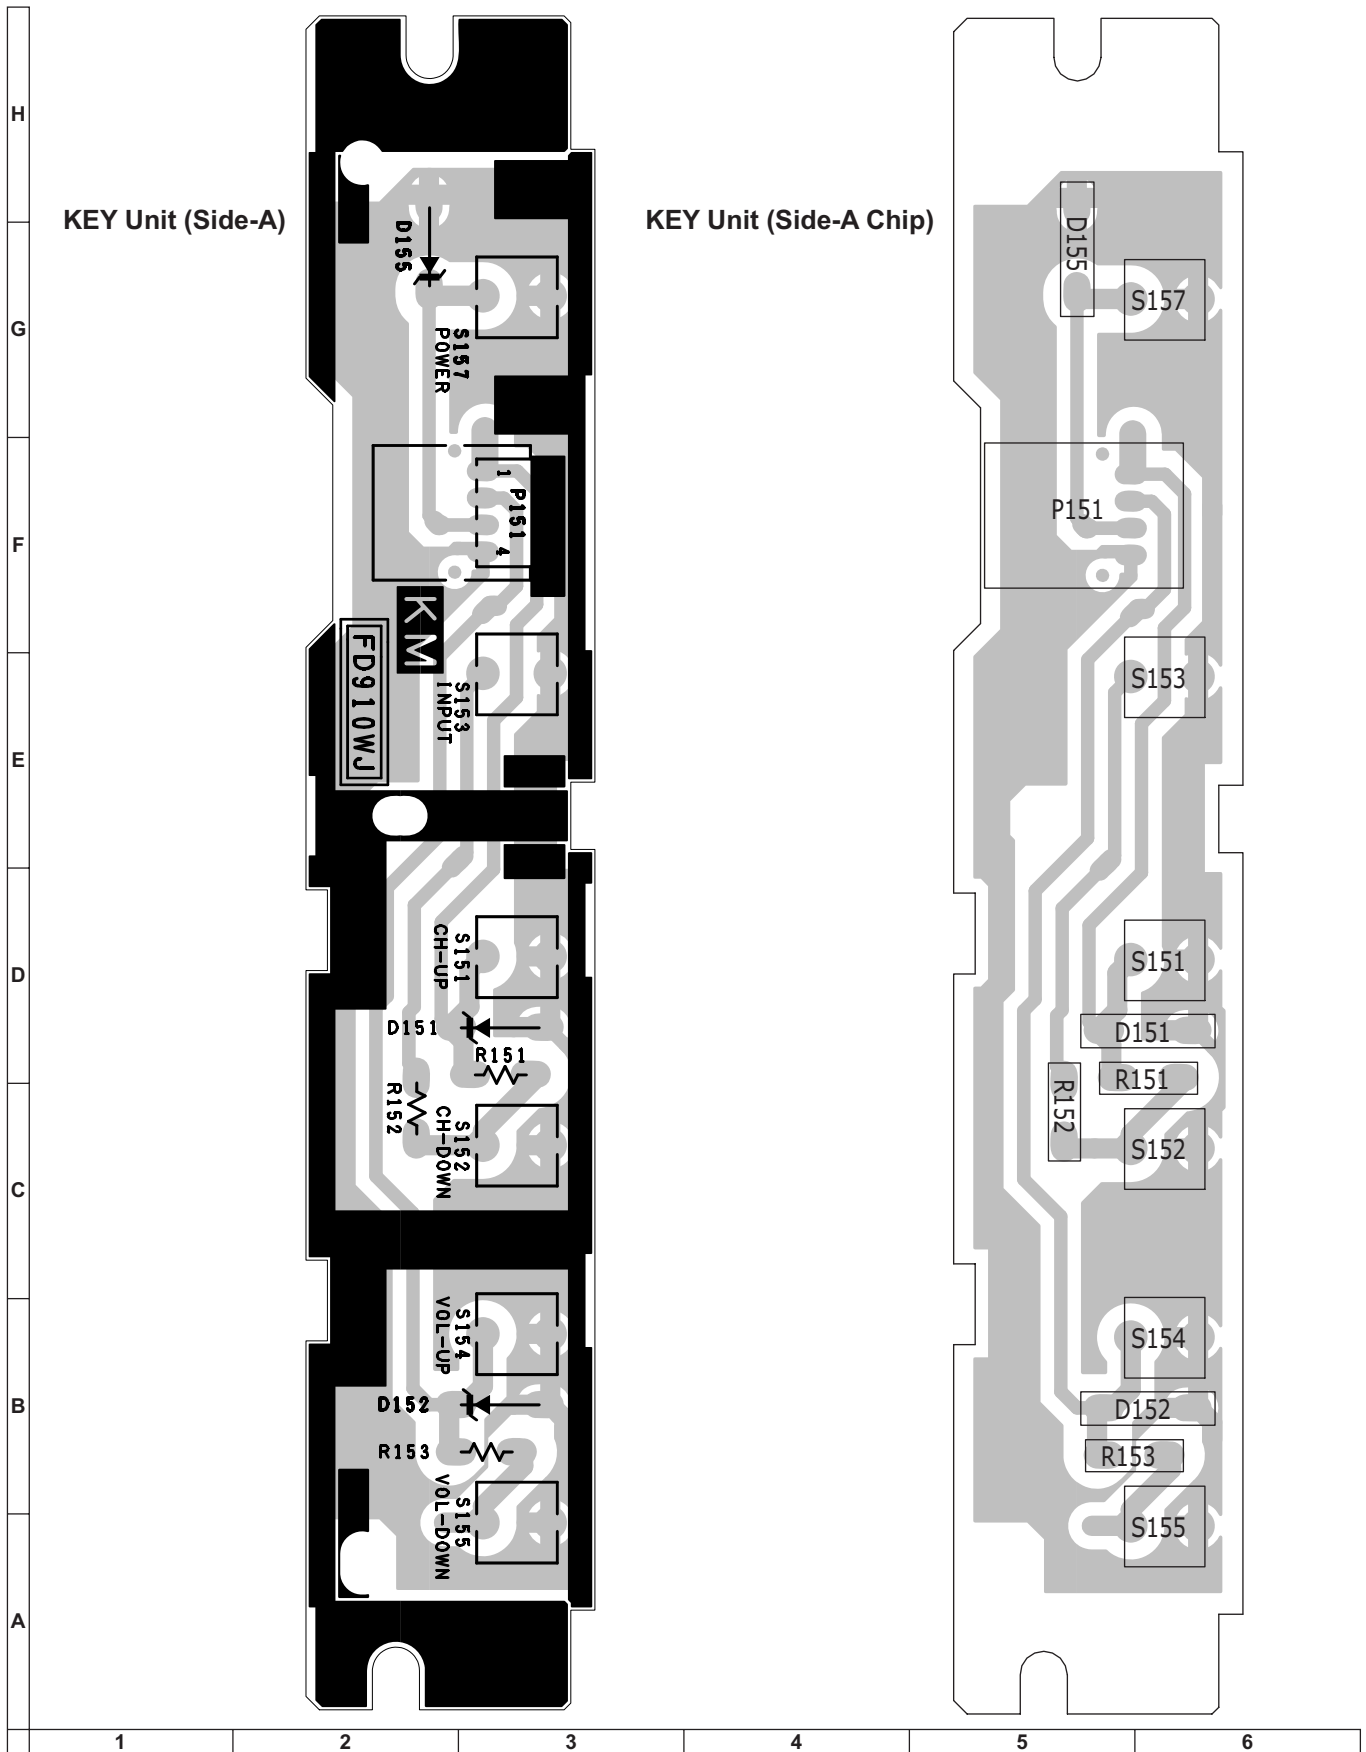 H
KEY Unit (Side-A)
KEY Unit (Side-A Chip)
D155
D155
S157
G
S157
POWER
1
P151
4
P151
F
KM
FD910WJ
S153
INPUT
S153
E
S151
CH-UP
S151
D
D151
D151
R151
R151
R152
R152
S152
CH-DOWN
S152
C
S154
VOL-UP
S154
B
D152
D152
R153
R153
S155
VOL-DOWN
S155
A
1
2
3
4
5
6